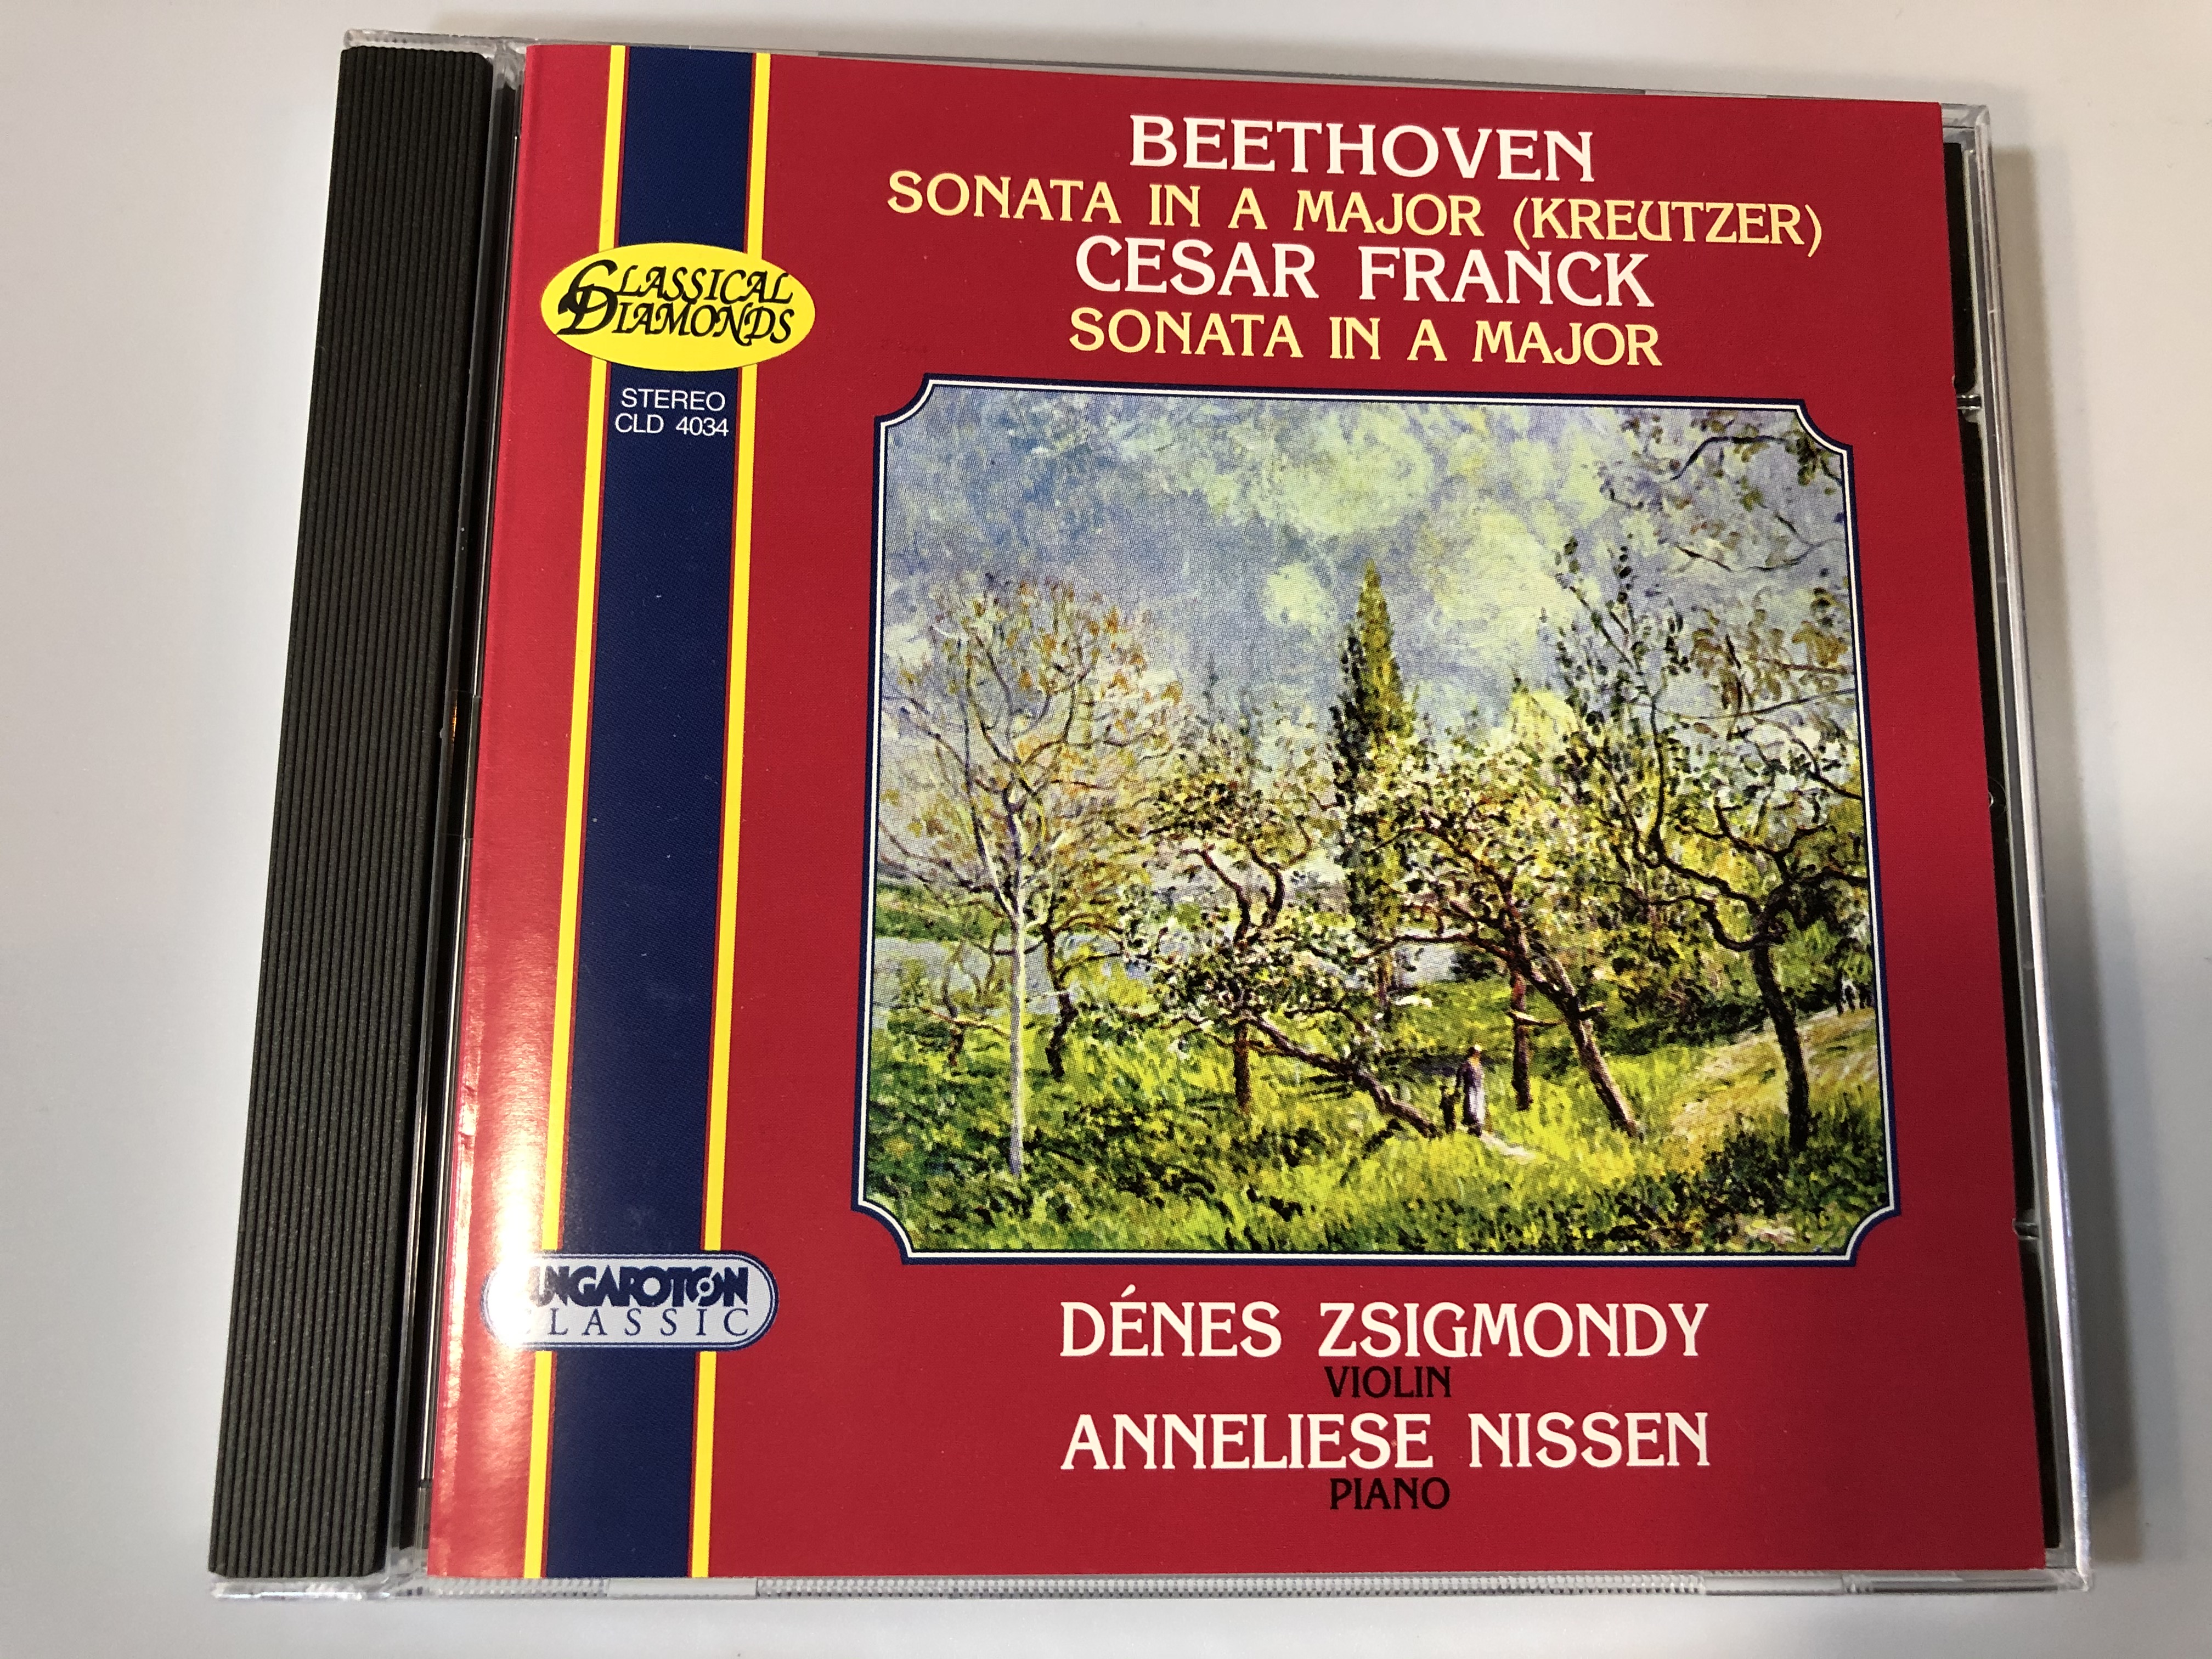 BEETHOVEN
SONATA IN A MAJOR (KREUTZER)
CESAR FRANCK
SONATA IN A MAJOR
CLASSICAL
DIAMONDS
STEREO
CLD 4034
HUNGAROTON
CLASSIC
DÉNES ZSIGMONDY
VIOLIN
ANNELIESE NISSEN
PIANO